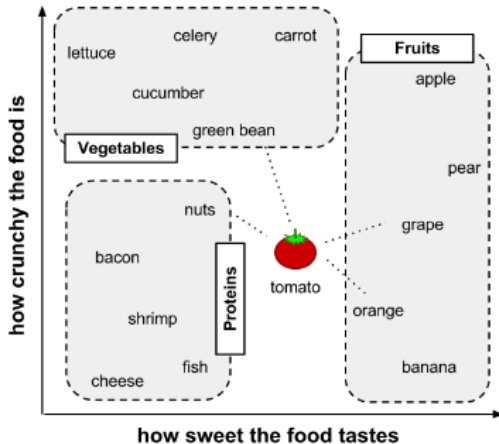 how crunchy the food is
lettuce
celery
carrot
cucumber
green bean
Vegetables
Fruits
apple
pear
grape
orange
banana
nuts
bacon
shrimp
fish
cheese
Proteins
tomato
how sweet the food tastes